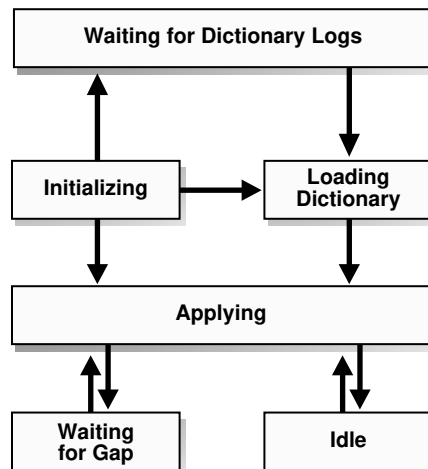 Waiting for Dictionary Logs
Initializing
Loading
Dictionary
Applying
Waiting
for Gap
Idle